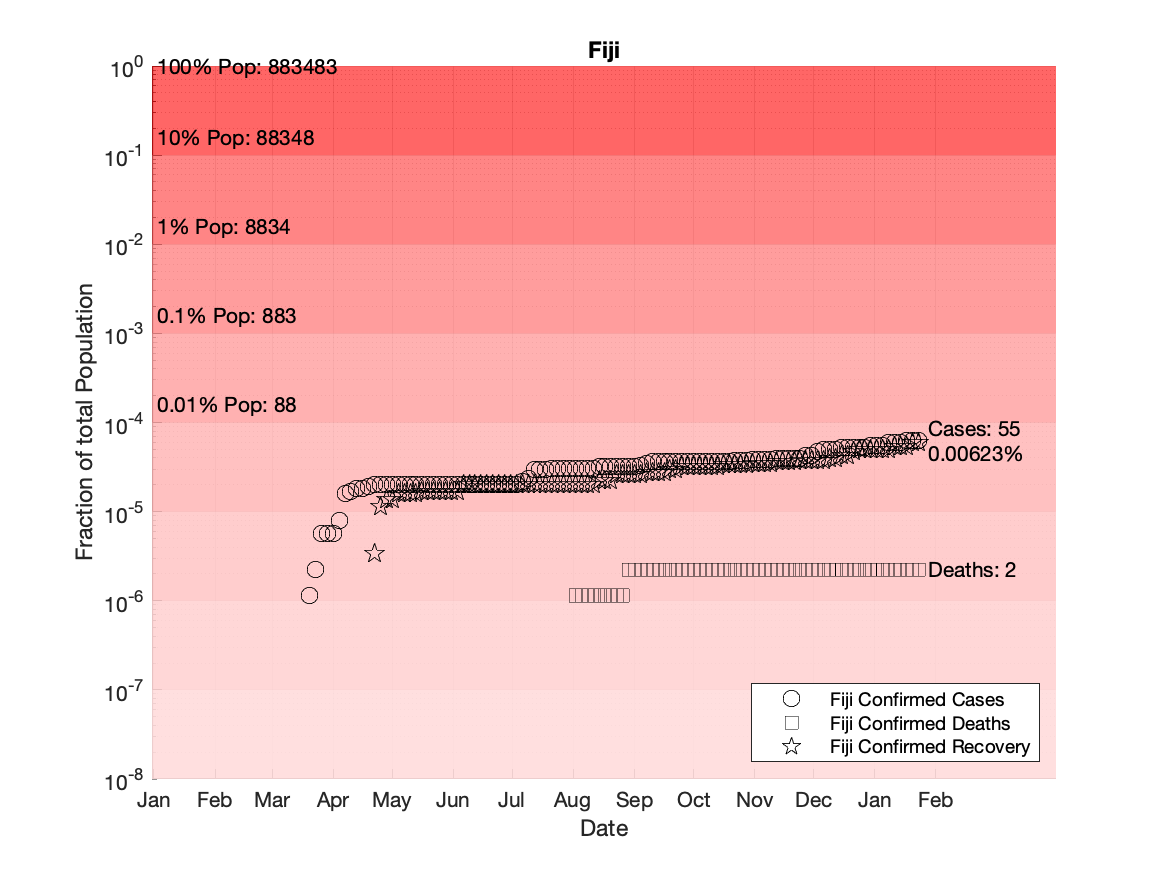 Fiji
10^0
100% Pop: 883483
10% Pop: 88348
10^-1
1% Pop: 8834
10^-2
0.1% Pop: 883
10^-3
0.01% Pop: 88
10^-4
Cases: 55
0.00623%
10^-5
Deaths: 2
10^-6
10^-7
10^-8
Fraction of total Population
Fiji Confirmed Cases
Fiji Confirmed Deaths
Fiji Confirmed Recovery
Jan Feb Mar Apr May Jun Jul Aug Sep Oct Nov Dec Jan Feb
Date